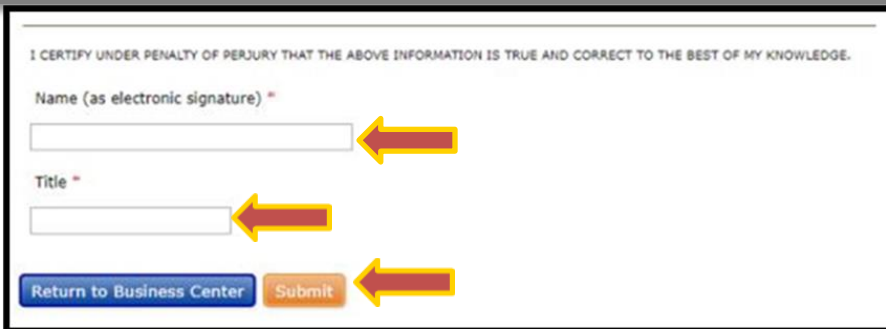 I CERTIFY UNDER PENALTY OF PERJURY THAT THE ABOVE INFORMATION IS TRUE AND CORRECT TO THE BEST OF MY KNOWLEDGE.
Name (as electronic signature) *
Title *
Return to Business Center Submit